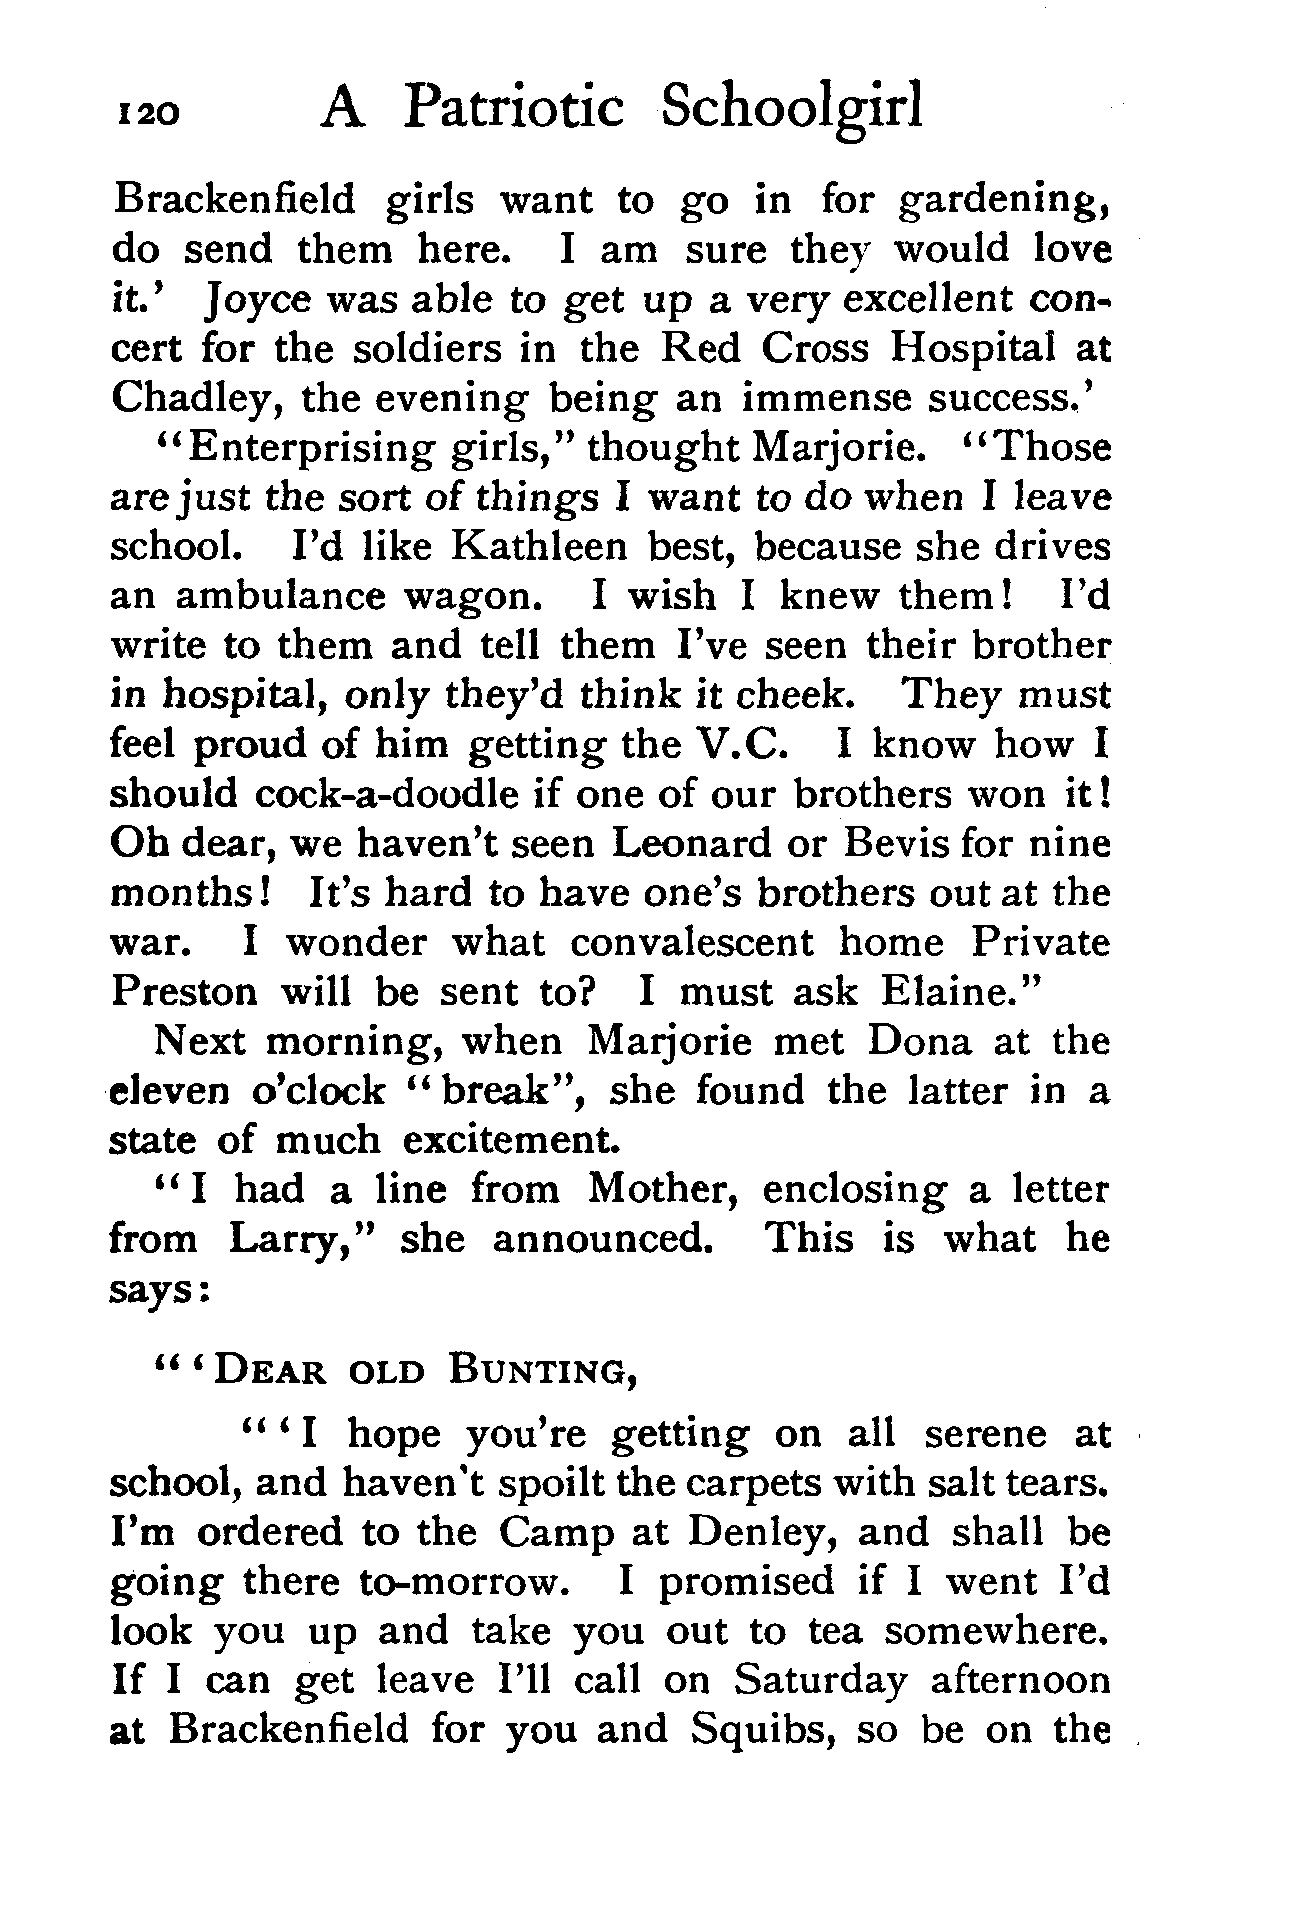 120 A Patriotic Schoolgirl
Brackenfield girls want to go in for gardening,
do send them here. I am sure they would love
it.' Joyce was able to get up a very excellent con-
cert for the soldiers in the Red Cross Hospital at
Chadley, the evening being an immense success.'
"Enterprising girls," thought Marjorie. "Those
are just the sort of things I want to do when I leave
school. I'd like Kathleen best, because she drives
an ambulance wagon. I wish I knew them! I'd
write to them and tell them I've seen their brother
in hospital, only they'd think it cheek. They must
feel proud of him getting the V.C. I know how I
should cock-a-doodle if one of our brothers won it!
Oh dear, we haven't seen Leonard or Bevis for nine
months! It's hard to have one's brothers out at the
war. I wonder what convalescent home Private
Preston will be sent to? I must ask Elaine."
Next morning, when Marjorie met Dona at the
eleven o'clock "break", she found the latter in a
state of much excitement.
"I had a line from Mother, enclosing a letter
from Larry," she announced. This is what he
says:
"'DEAR OLD BUNTING,
"'I hope you're getting on all serene at
school, and haven't spoilt the carpets with salt tears.
I'm ordered to the Camp at Denley, and shall be
going there to-morrow. I promised if I went I'd
look you up and take you out to tea somewhere.
If I can get leave I'll call on Saturday afternoon
at Brackenfield for you and Squibs, so be on the